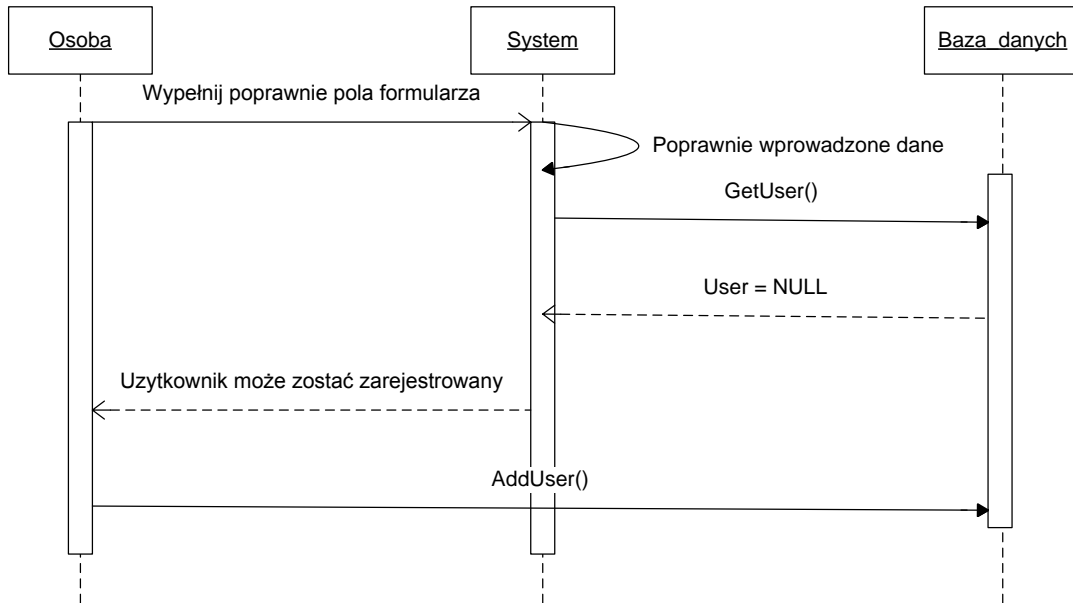 Osoba
System
Baza_danych
Wypełnij poprawnie pola formularza
Poprawnie wprowadzone dane
GetUser()
User = NULL
Uzytkownik może zostać zarejestrowany
AddUser()